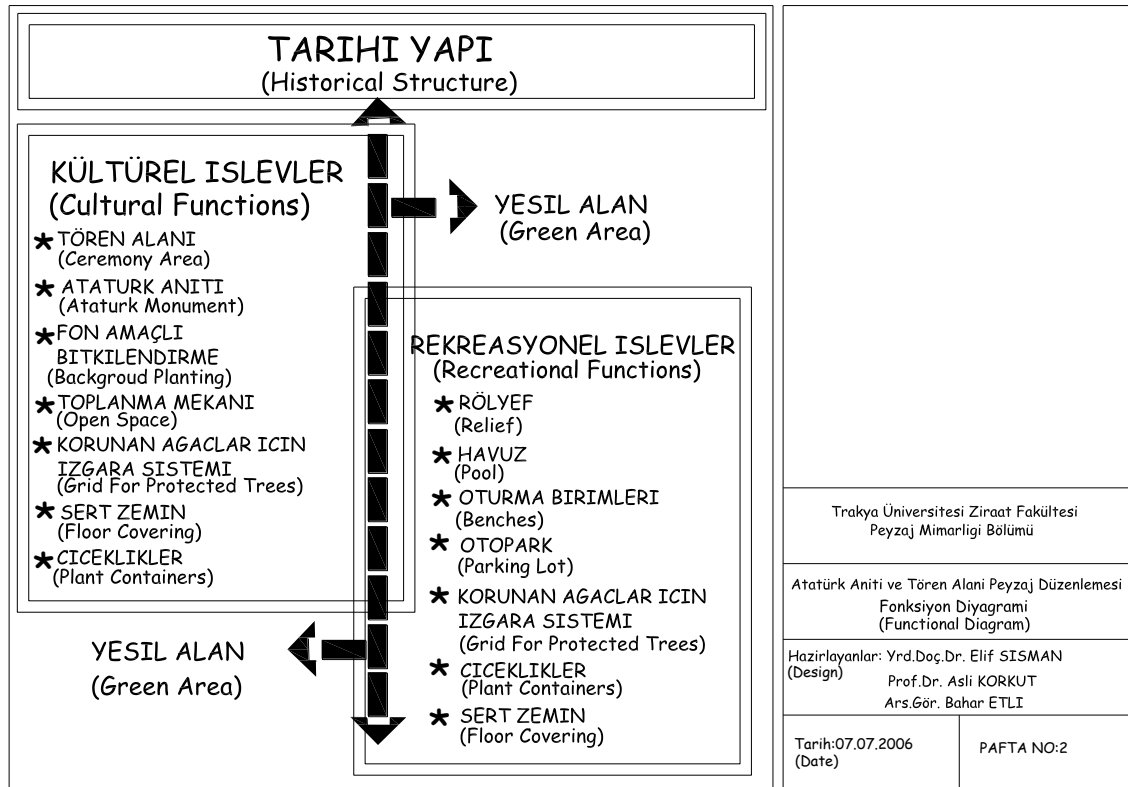 TARIHI YAPI
(Historical Structure)
KÜLTÜREL ISLEVLER
(Cultural Functions)
* TÖREN ALANI
(Ceremony Area)
* ATATURK ANITI
(Ataturk Monument)
* FON AMAÇLI
BITKILENDIRME
(Backgroud Planting)
* TOPLANMA MEKANI
(Open Space)
* KORUNAN AGACLAR ICIN
IZGARA SISTEMI
(Grid For Protected Trees)
* SERT ZEMIN
(Floor Covering)
* CICEKLIKLER
(Plant Containers)
YESIL ALAN
(Green Area)
REKREASYONEL ISLEVLER
(Recreational Functions)
* RÖLYEF
(Relief)
* HAVUZ
(Pool)
* OTURMA BIRIMLERI
(Benches)
* OTOPARK
(Parking Lot)
* KORUNAN AGACLAR ICIN
IZGARA SISTEMI
(Grid For Protected Trees)
* CICEKLIKLER
(Plant Containers)
* SERT ZEMIN
(Floor Covering)
YESIL ALAN
(Green Area)
Trakya Üniversitesi Ziraat Fakültesi
Peyzaj Mimarligi Bölümü
Atatürk Aniti ve Tören Alani Peyzaj Düzenlemesi
Fonksiyon Diyagrami
(Functional Diagram)
Hazirlayanlar: Yrd.Doç.Dr. Elif SISMAN
(Design)
Prof.Dr. Asli KORKUT
Ars.Gör. Bahar ETLI
Tarih:07.07.2006
(Date)
PAFTA NO:2